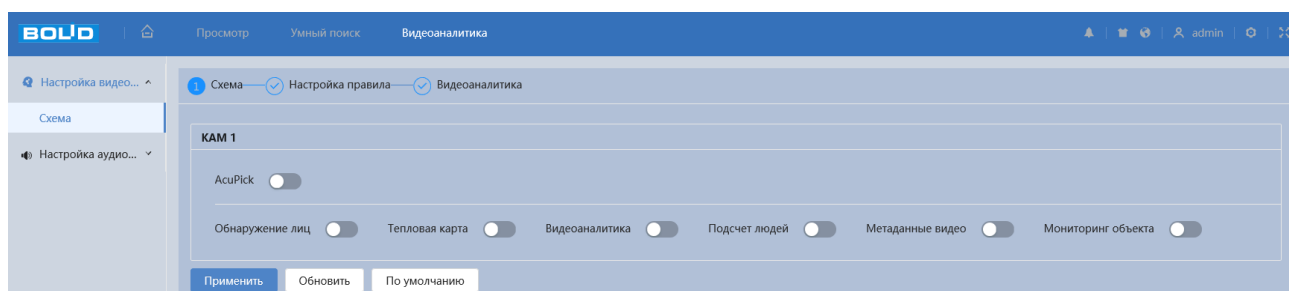 BOLID Просмотр Умный поиск Видеоаналитика admin
Настройка видео... 1 Схема Настройка правила Видеоаналитика
Схема
КАМ 1
Настройка аудио...
AcuPick
Обнаружение лиц Тепловая карта Видеоаналитика Подсчет людей Метаданные видео Мониторинг объекта
Применить Обновить По умолчанию